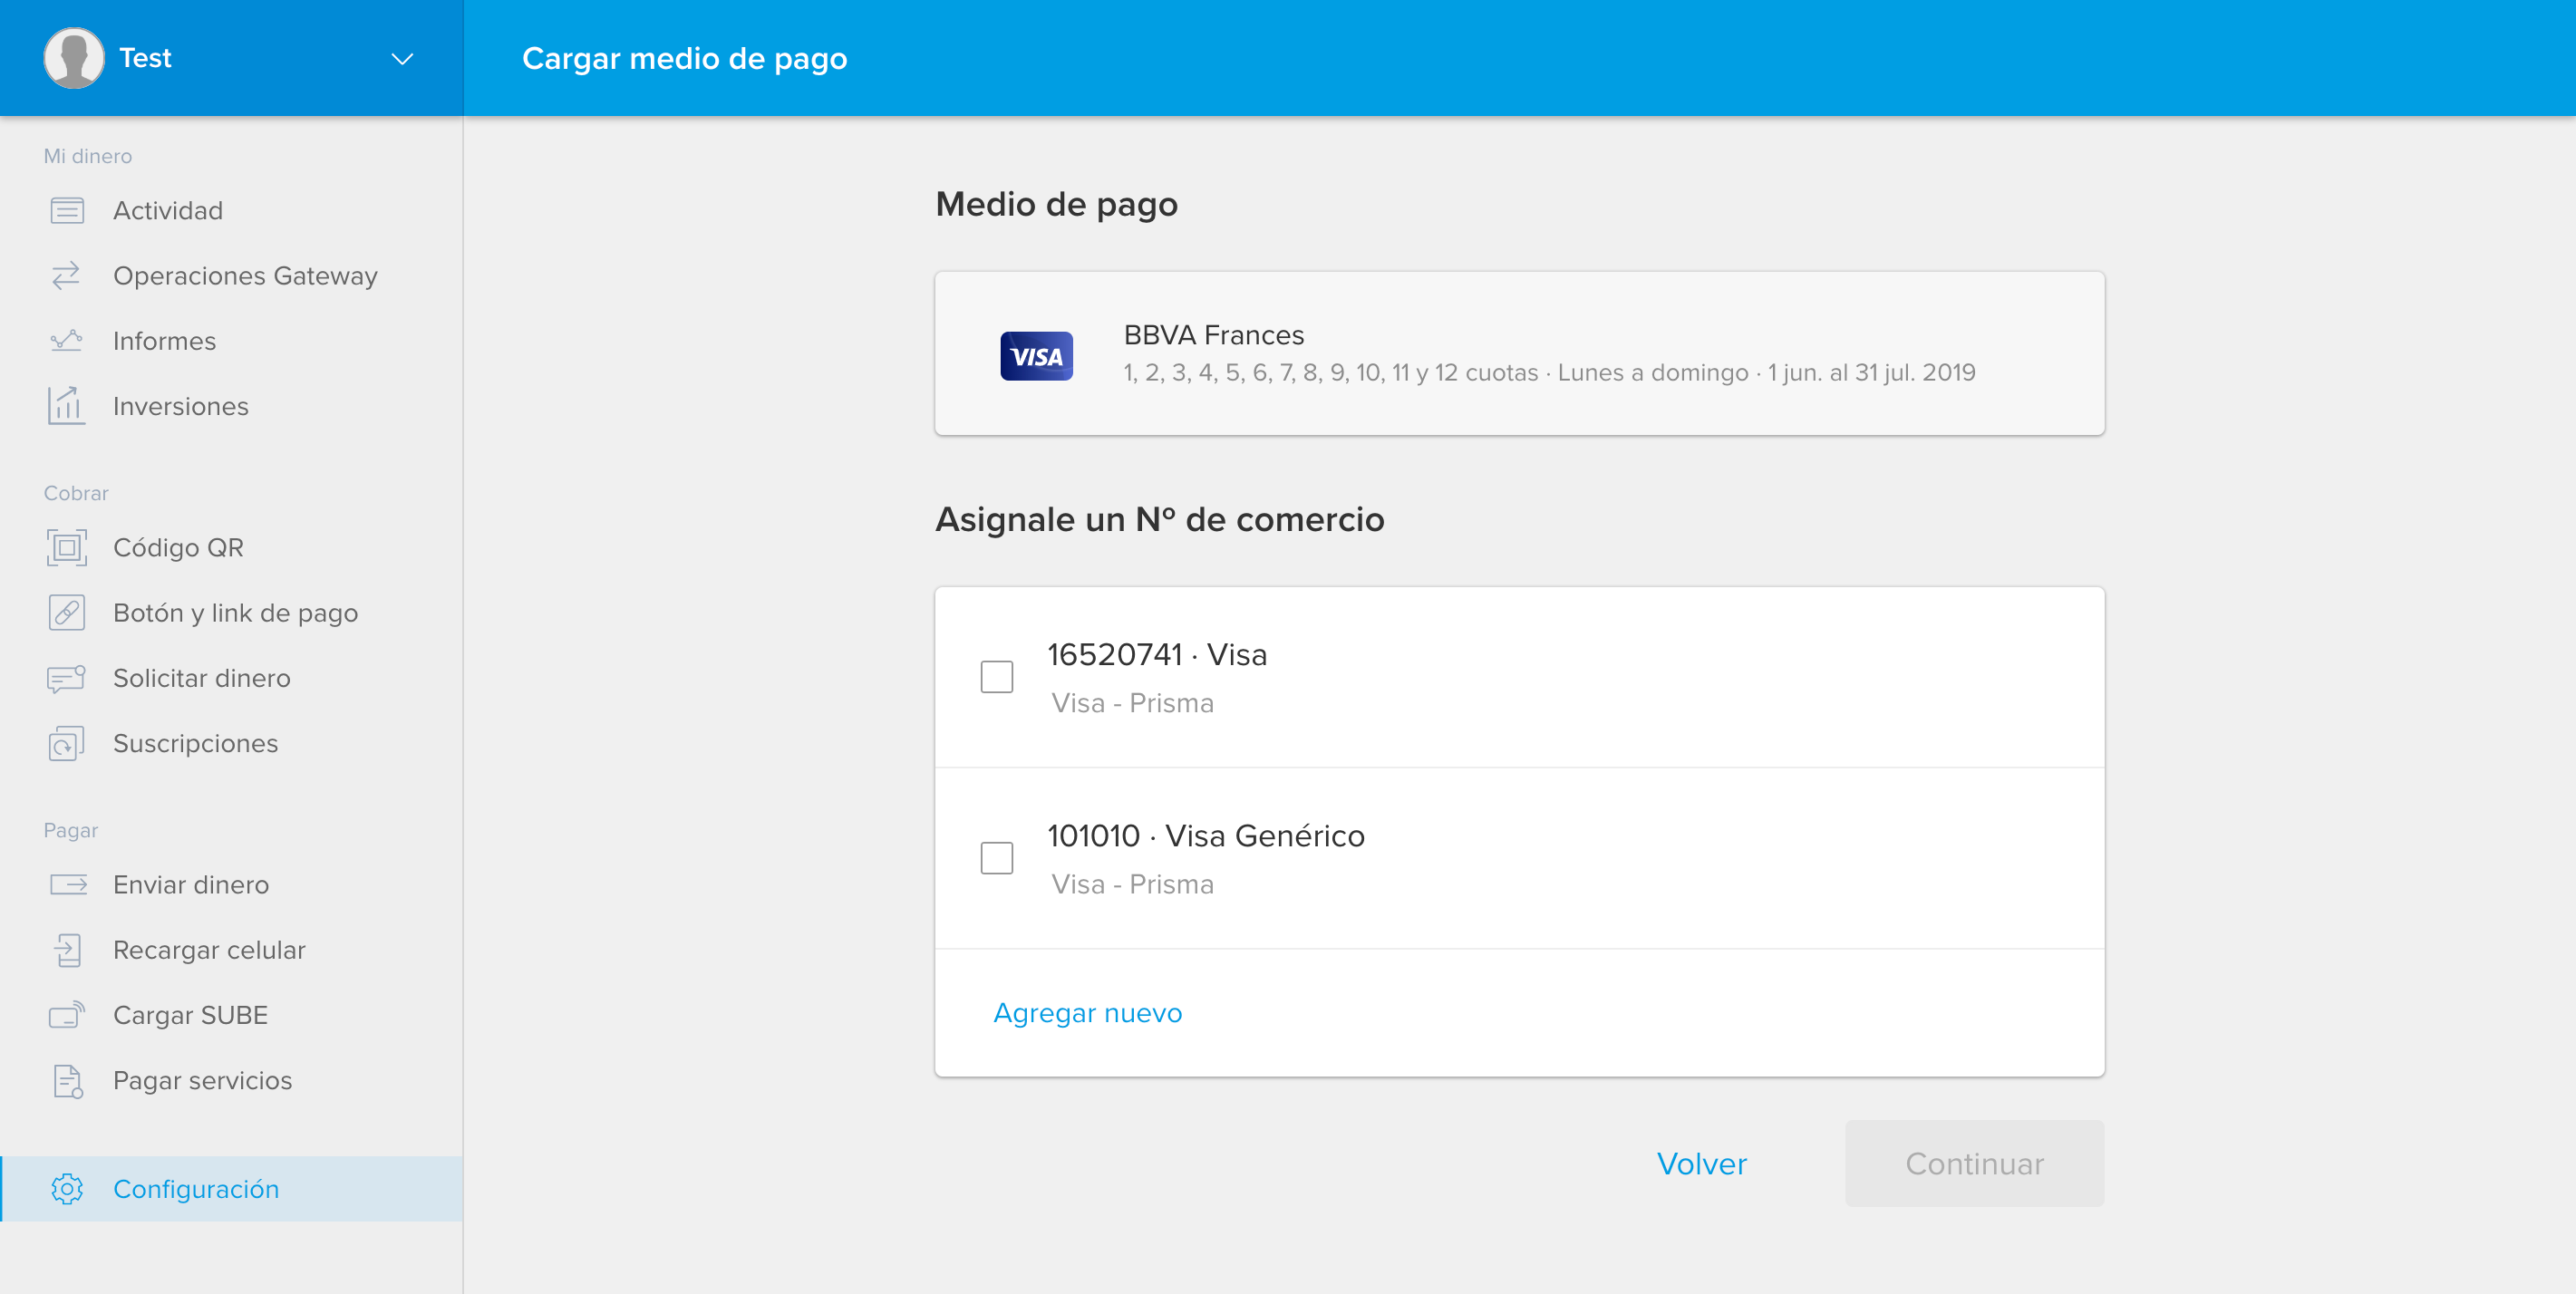 Test
Cargar medio de pago
Mi dinero
Actividad
Operaciones Gateway
Informes
Inversiones
Cobrar
Código QR
Botón y link de pago
Solicitar dinero
Suscripciones
Pagar
Enviar dinero
Recargar celular
Cargar SUBE
Pagar servicios
Configuración
Medio de pago
VISA
BBVA Frances
1, 2, 3, 4, 5, 6, 7, 8, 9, 10, 11 y 12 cuotas · Lunes a domingo · 1 jun. al 31 jul. 2019
Asignale un Nº de comercio
16520741 · Visa
Visa - Prisma
101010 · Visa Genérico
Visa - Prisma
Agregar nuevo
Volver
Continuar